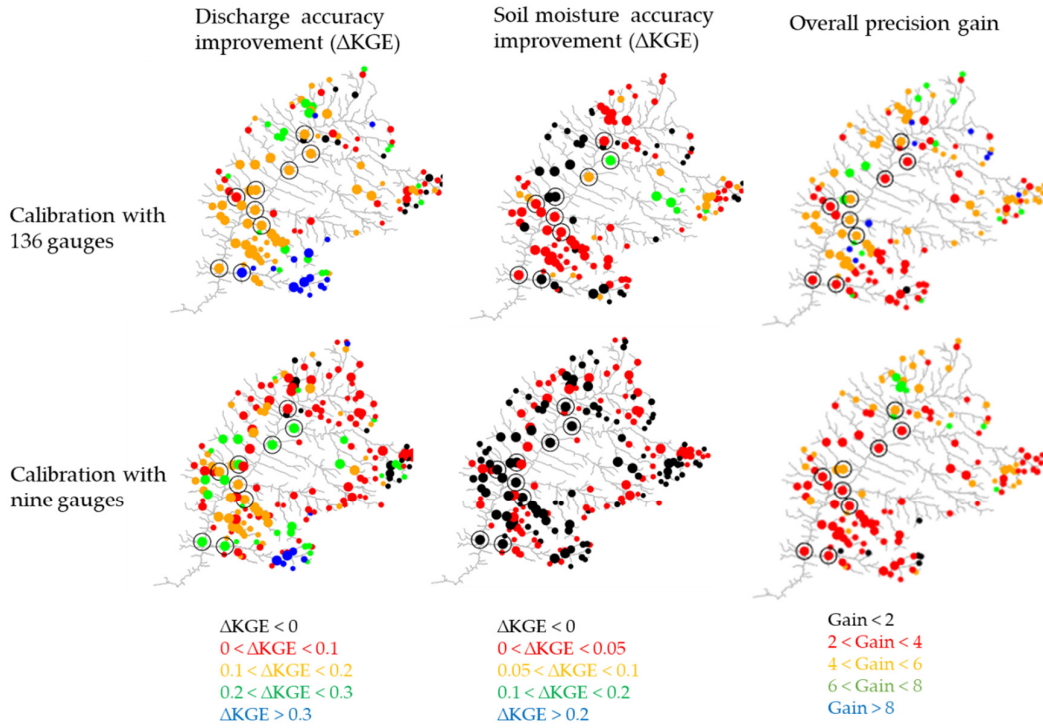 Discharge accuracy
improvement (ΔKGE)
Soil moisture accuracy
improvement (ΔKGE)
Overall precision gain
Calibration with
136 gauges
Calibration with
nine gauges
ΔKGE < 0
0 < ΔKGE < 0.1
0.1 < ΔKGE < 0.2
0.2 < ΔKGE < 0.3
ΔKGE > 0.3
ΔKGE < 0
0 < ΔKGE < 0.05
0.05 < ΔKGE < 0.1
0.1 < ΔKGE < 0.2
ΔKGE > 0.2
Gain < 2
2 < Gain < 4
4 < Gain < 6
6 < Gain < 8
Gain > 8